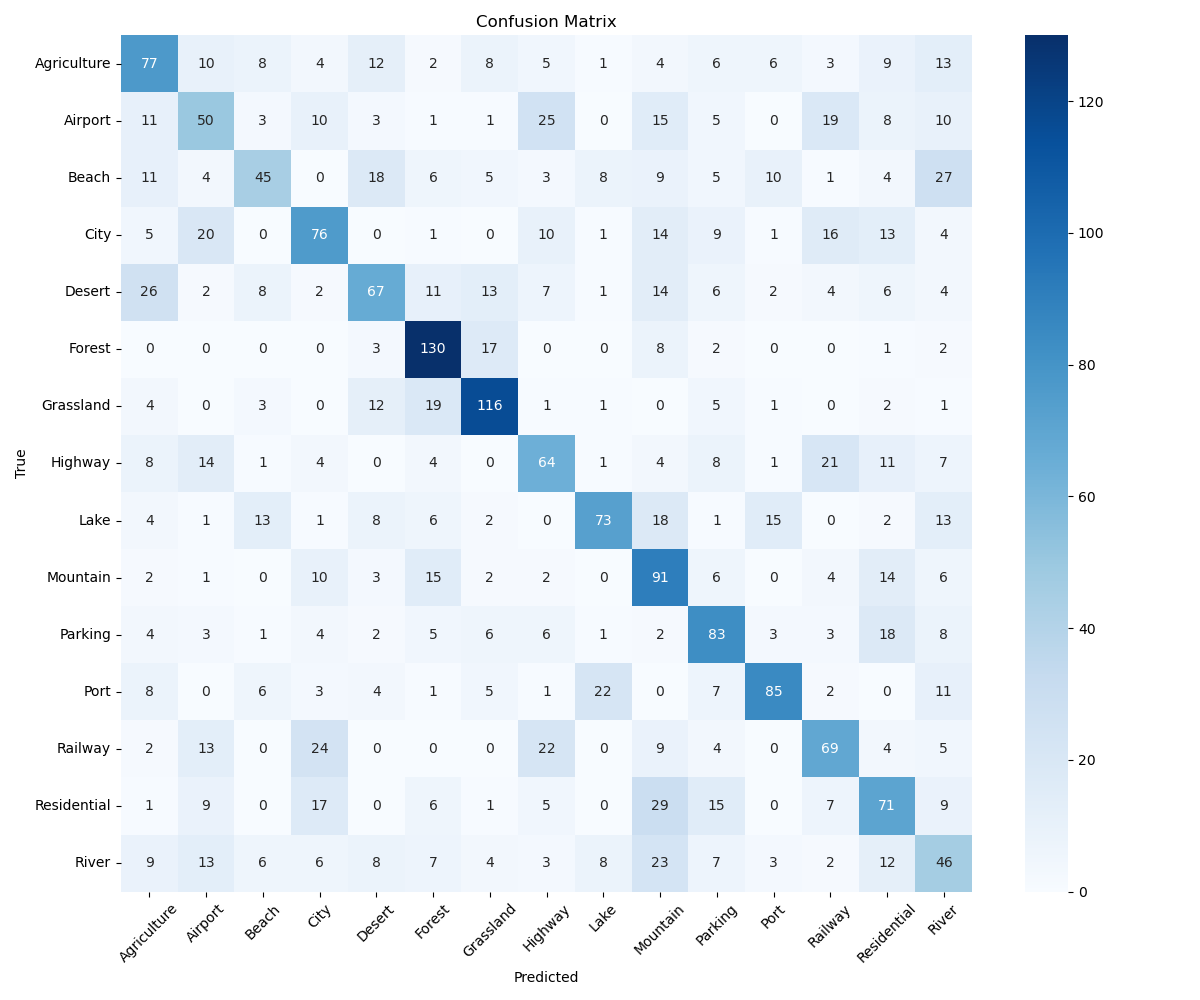 Confusion Matrix
Agriculture 77 10 8 4 12 2 8 5 1 4 6 6 3 9 13
Airport 11 50 3 10 3 1 1 25 0 15 5 0 19 8 10
Beach 11 4 45 0 18 6 5 3 8 9 5 10 1 4 27
City 5 20 0 76 0 1 0 10 1 14 9 1 16 13 4
Desert 26 2 8 2 67 11 13 7 1 14 6 2 4 6 4
Forest 0 0 0 0 3 130 17 0 0 8 2 0 0 1 2
Grassland 4 0 3 0 12 19 116 1 1 0 5 1 0 2 1
Highway 8 14 1 4 0 4 0 64 1 4 8 1 21 11 7
Lake 4 1 13 1 8 6 2 0 73 18 1 15 0 2 13
Mountain 2 1 0 10 3 15 2 2 0 91 6 0 4 14 6
Parking 4 3 1 4 2 5 6 6 1 2 83 3 3 18 8
Port 8 0 6 3 4 1 5 1 22 0 7 85 2 0 11
Railway 2 13 0 24 0 0 0 22 0 9 4 0 69 4 5
Residential 1 9 0 17 0 6 1 5 0 29 15 0 7 71 9
River 9 13 6 6 8 7 4 3 8 23 7 3 2 12 46
True
Agriculture Airport Beach City Desert Forest Grassland Highway Lake Mountain Parking Port Railway Residential River
Predicted
120
100
80
60
40
20
0